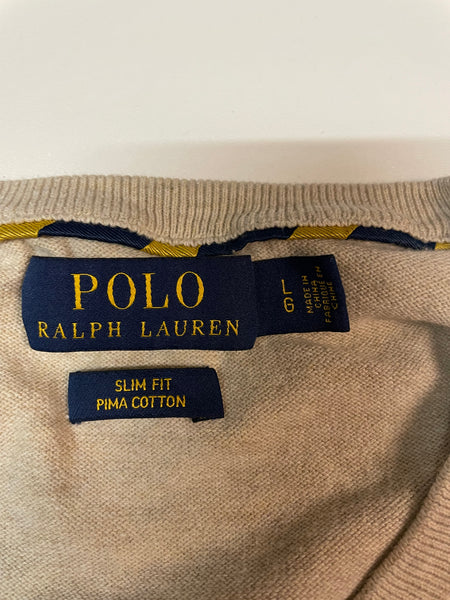 POLO
RALPH LAUREN
L
G
MADE IN
CHINA
FABRIQUÉ EN
CHINE
SLIM FIT
PIMA COTTON